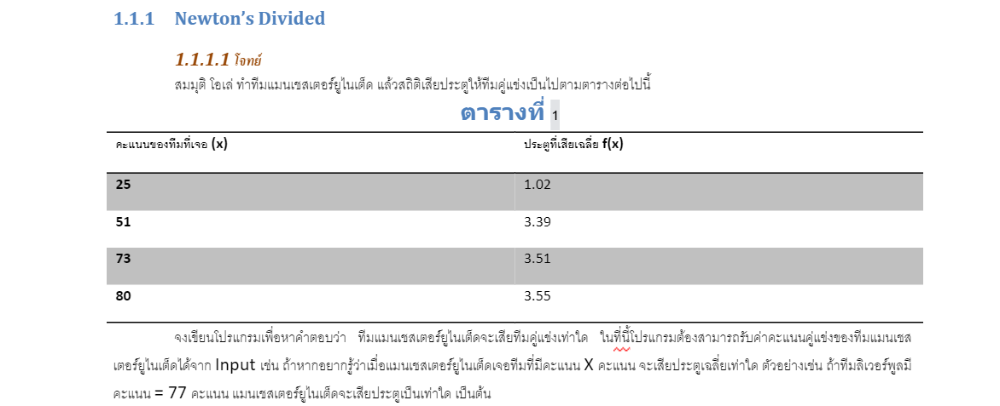 1.1.1 Newton’s Divided
1.1.1.1 โจทย์
สมมุติ โอเล่ ทำทีมแมนเชสเตอร์ยูไนเต็ด แล้วสถิติเสียประตูให้ทีมคู่แข่งเป็นไปตามตารางต่อไปนี้
ตารางที่ 1
คะแนนของทีมที่เจอ (x) ประตูที่เสียเฉลี่ย f(x)
25 1.02
51 3.39
73 3.51
80 3.55
จงเขียนโปรแกรมเพื่อหาคำตอบว่า ทีมแมนเชสเตอร์ยูไนเต็ดจะเสียทีมคู่แข่งเท่าใด ในที่นี้โปรแกรมต้องสามารถรับค่าคะแนนคู่แข่งของทีมแมนเชส
เตอร์ยูไนเต็ดได้จาก Input เช่น ถ้าหากอยากรู้ว่าเมื่อแมนเชสเตอร์ยูไนเต็ดเจอทีมที่มีคะแนน X คะแนน จะเสียประตูเฉลี่ยเท่าใด ตัวอย่างเช่น ถ้าทีมลิเวอร์พูลมี
คะแนน = 77 คะแนน แมนเชสเตอร์ยูไนเต็ดจะเสียประตูเป็นเท่าใด เป็นต้น